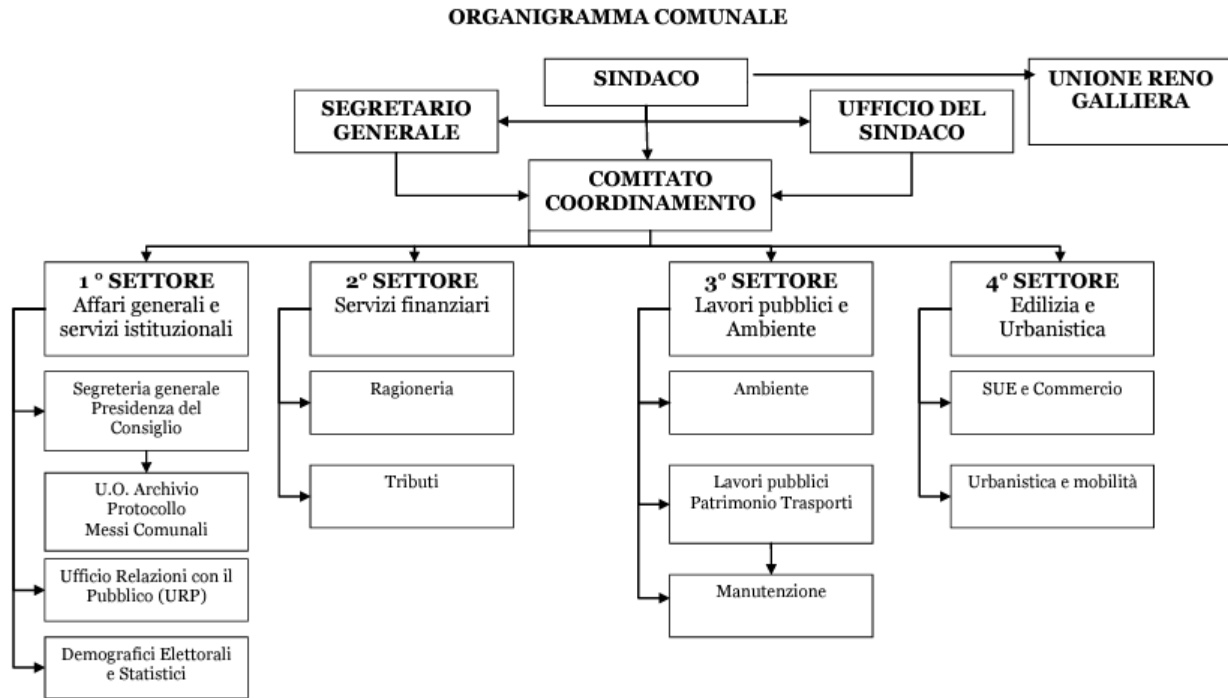 ORGANIGRAMMA COMUNALE
SINDACO
UNIONE RENO
GALLIERA
SEGRETARIO
GENERALE
UFFICIO DEL
SINDACO
COMITATO
COORDINAMENTO
1 ° SETTORE
Affari generali e
servizi istituzionali
2° SETTORE
Servizi finanziari
3° SETTORE
Lavori pubblici e
Ambiente
4° SETTORE
Edilizia e
Urbanistica
Segreteria generale
Presidenza del
Consiglio
Ragioneria
Ambiente
SUE e Commercio
U.O. Archivio
Protocollo
Messi Comunali
Tributi
Lavori pubblici
Patrimonio Trasporti
Urbanistica e mobilità
Ufficio Relazioni con il
Pubblico (URP)
Manutenzione
Demografici Elettorali
e Statistici